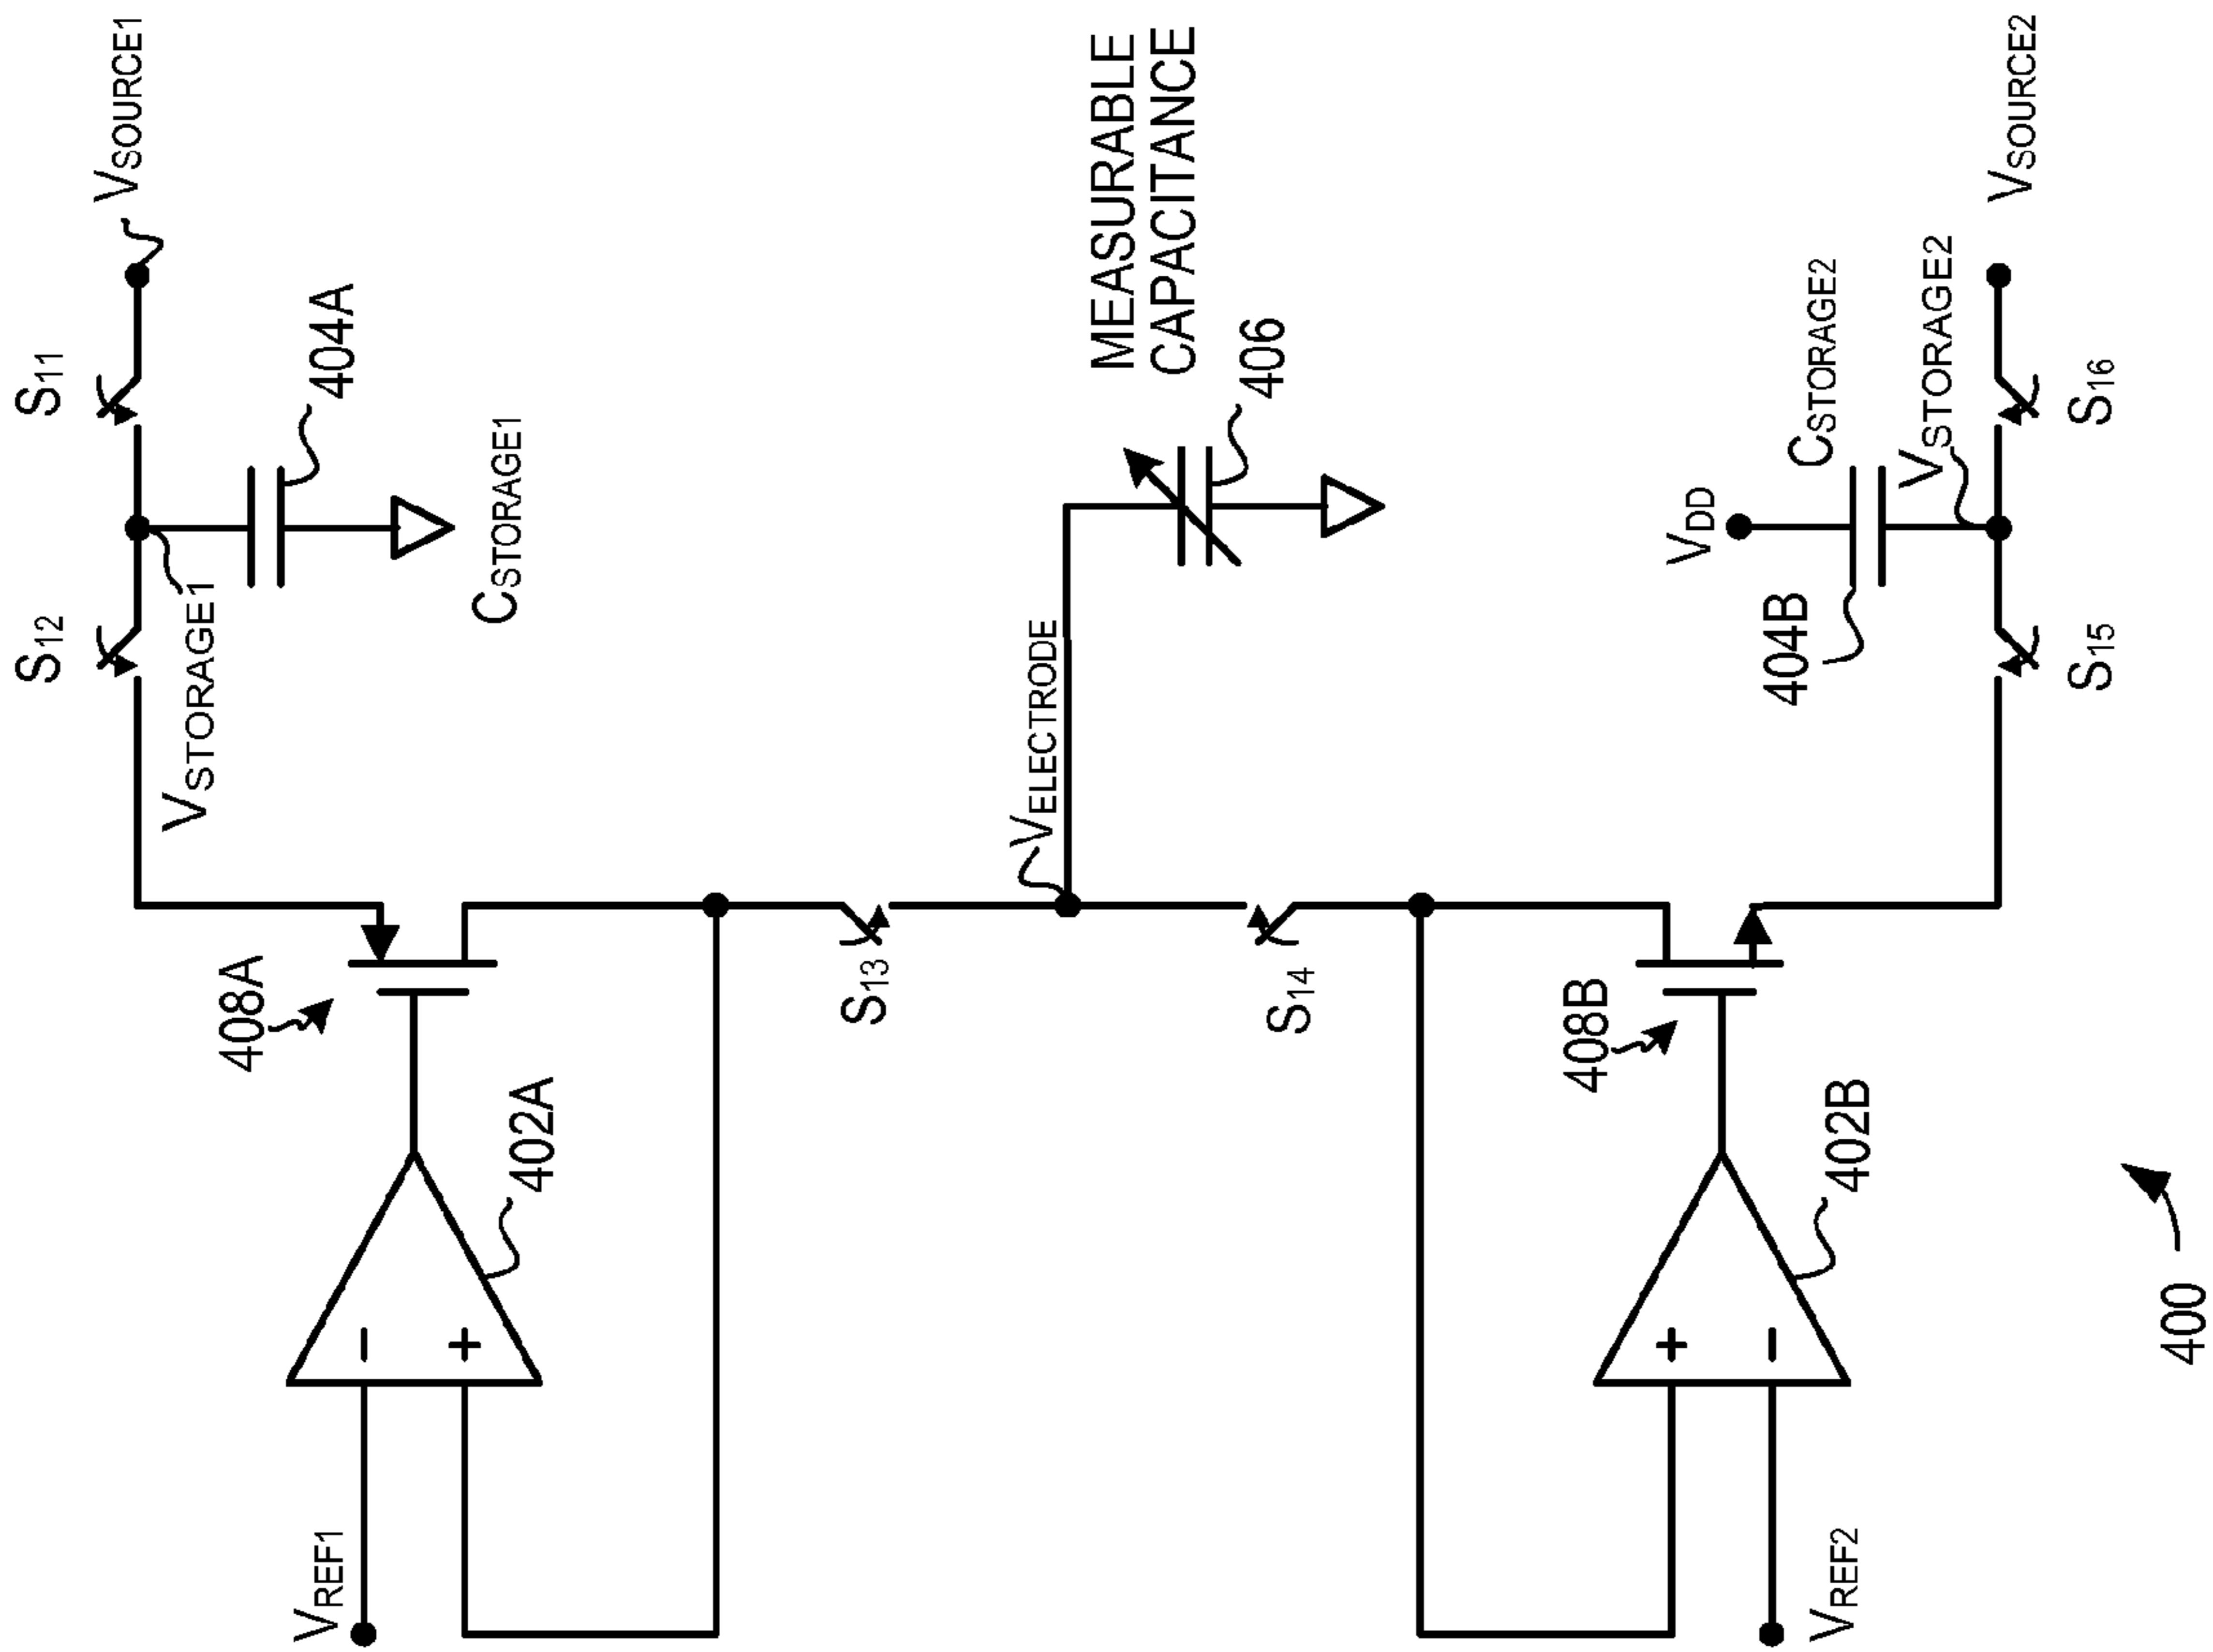 VSOURCE1
S11
404A
S12
VSTORAGE1
CSTORAGE1
408A
402A
VREF1
−
+
MEASURABLE
CAPACITANCE
406
VELECTRODE
S13
S14
VSOURCE2
VSTORAGE2
CSTORAGE2
VDD
S16
404B
S15
408B
402B
+
−
VREF2
400